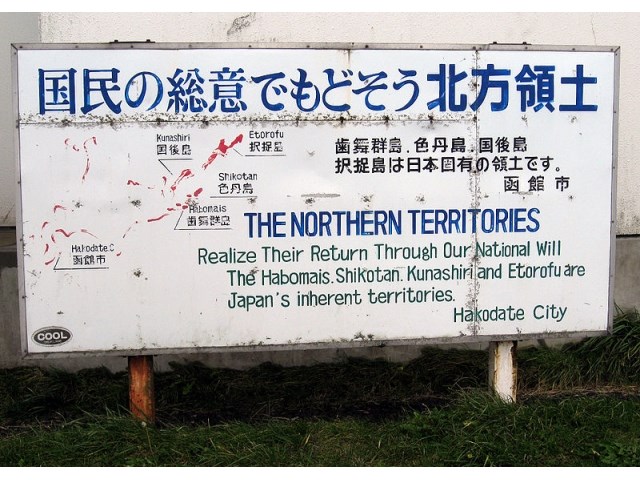 国民の総意でもどそう北方領土
Kunashiri
国後島
Etorofu
択捉島
Shikotan
色丹島
Habomais
歯舞群島
Hakodate.C
函館市
歯舞群島、色丹島、国後島
択捉島は日本固有の領土です。
函館市
THE NORTHERN TERRITORIES
Realize Their Return Through Our National Will
The Habomais. Shikotan. Kunashiri and Etorofu are
Japan's inherent territories.
Hakodate City
COOL